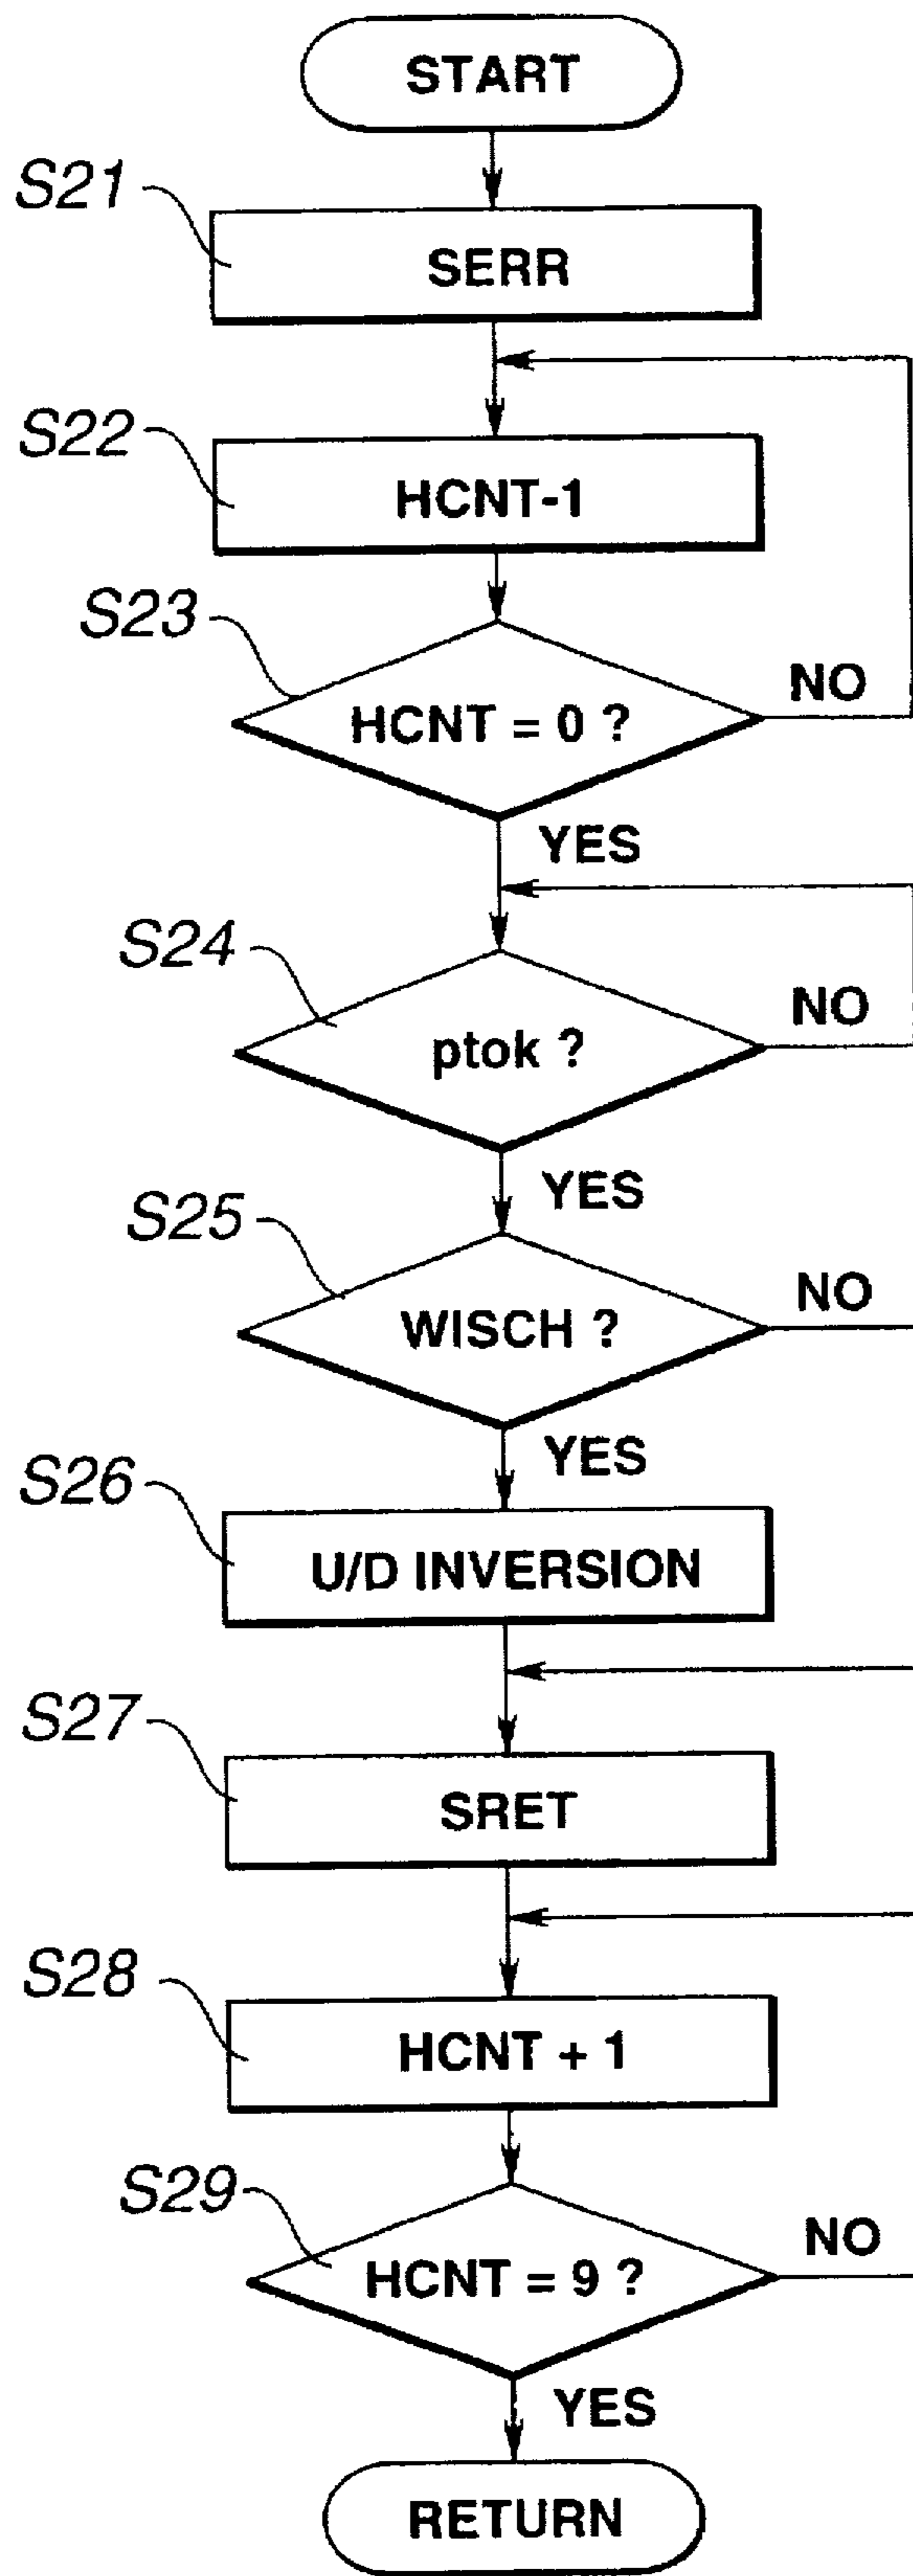 START
S21
SERR
S22
HCNT-1
S23
HCNT = 0 ?
NO
YES
S24
ptok ?
NO
YES
S25
WISCH ?
NO
YES
S26
U/D INVERSION
S27
SRET
S28
HCNT + 1
S29
HCNT = 9 ?
NO
YES
RETURN